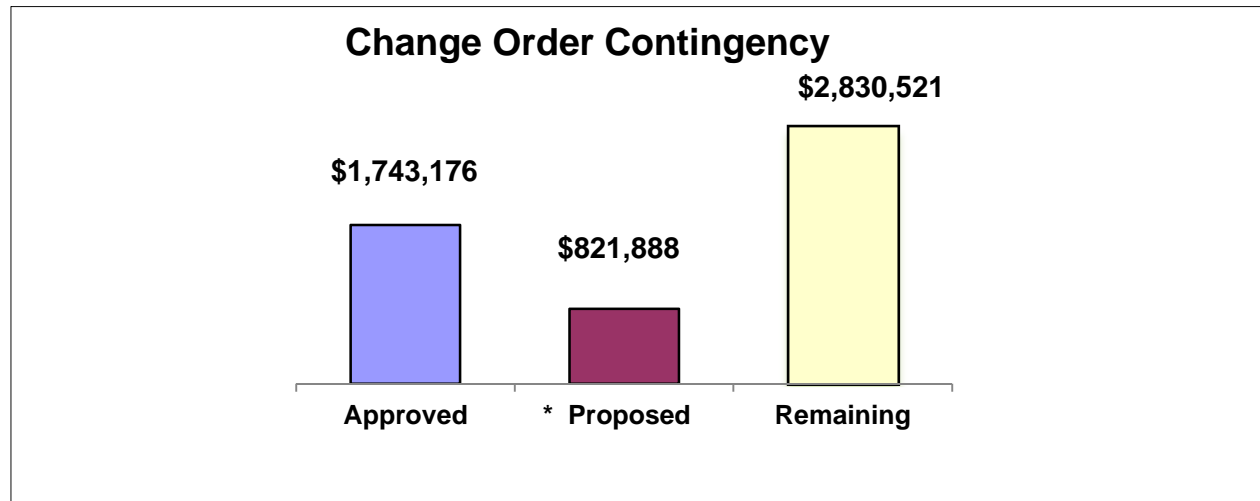 Change Order Contingency
$2,830,521
$1,743,176
$821,888
Approved
* Proposed
Remaining